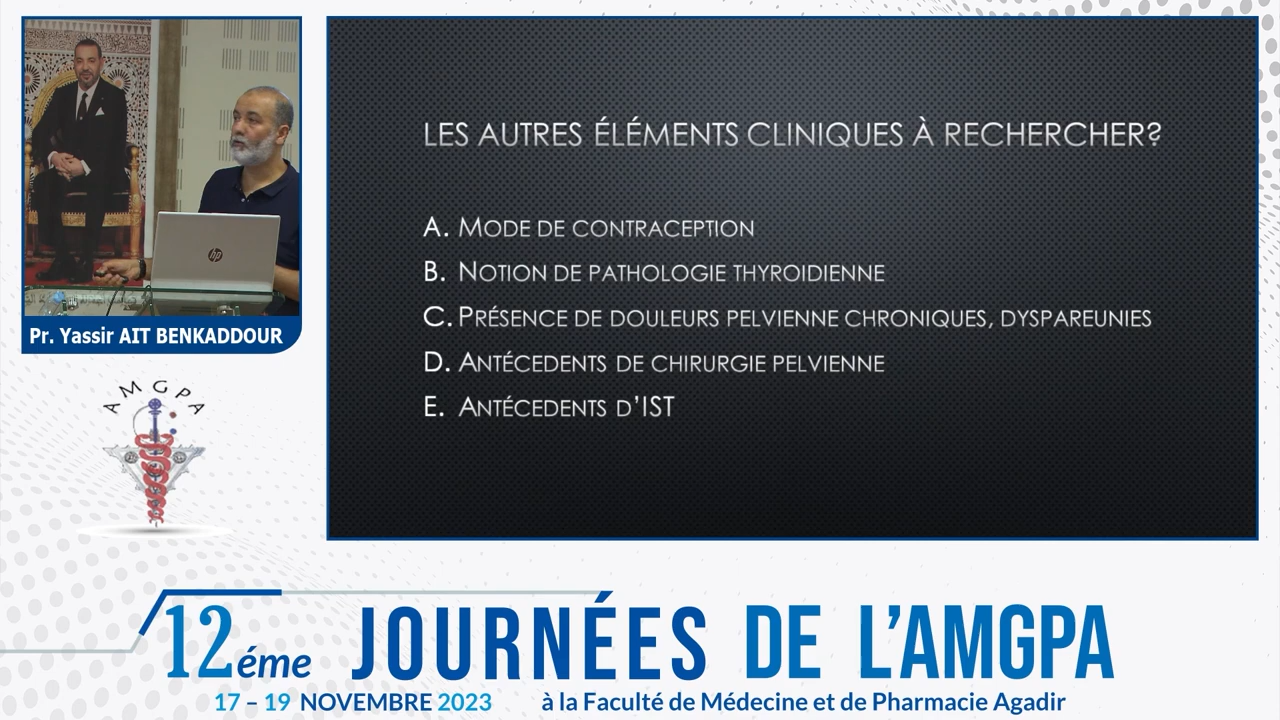 LES AUTRES ÉLÉMENTS CLINIQUES À RECHERCHER?
A. MODE DE CONTRACEPTION
B. NOTION DE PATHOLOGIE THYROIDIENNE
C. PRÉSENCE DE DOULEURS PELVIENNE CHRONIQUES, DYSPAREUNIES
D. ANTÉCEDENTS DE CHIRURGIE PELVIENNE
E. ANTÉCEDENTS D’IST
hp
Pr. Yassir AIT BENKADDOUR
AMGPA
12éme JOURNÉES DE L’AMGPA
17 – 19 NOVEMBRE 2023 à la Faculté de Médecine et de Pharmacie Agadir